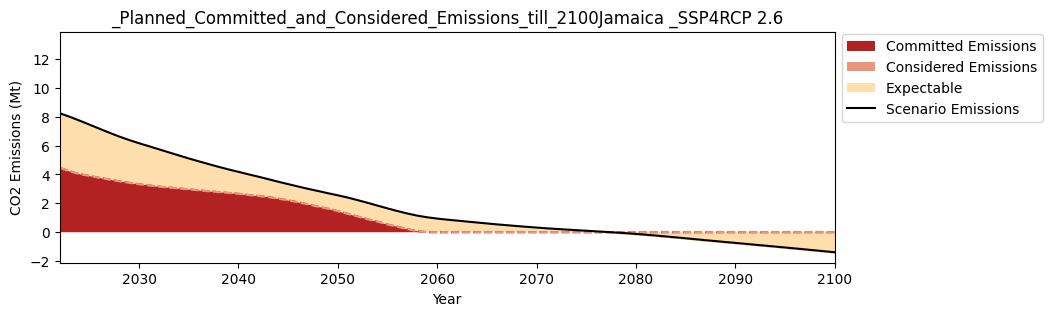 _Planned_Committed_and_Considered_Emissions_till_2100Jamaica _SSP4RCP 2.6
CO2 Emissions (Mt)
12
10
8
6
4
2
0
−2
2030
2040
2050
2060
2070
2080
2090
2100
Year
Committed Emissions
Considered Emissions
Expectable
Scenario Emissions